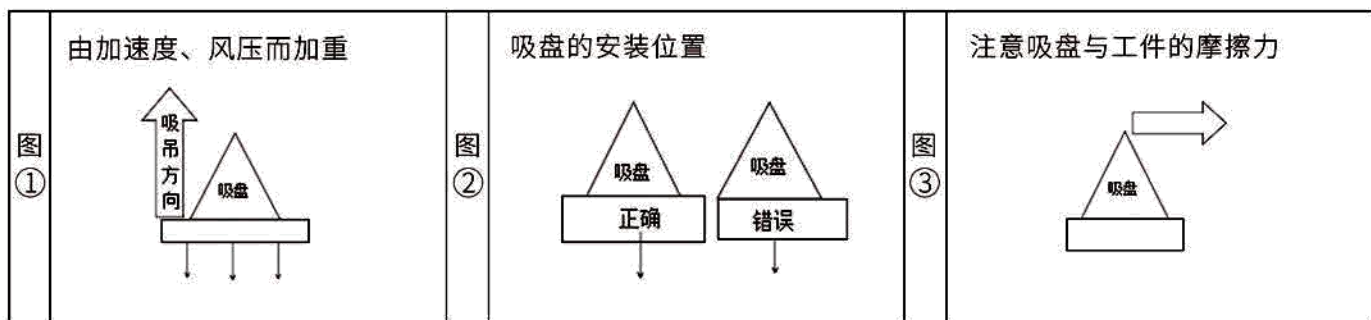 图
①
由加速度、风压而加重
吸吊方向
吸盘
图
②
吸盘的安装位置
吸盘
正确
吸盘
错误
图
③
注意吸盘与工件的摩擦力
吸盘